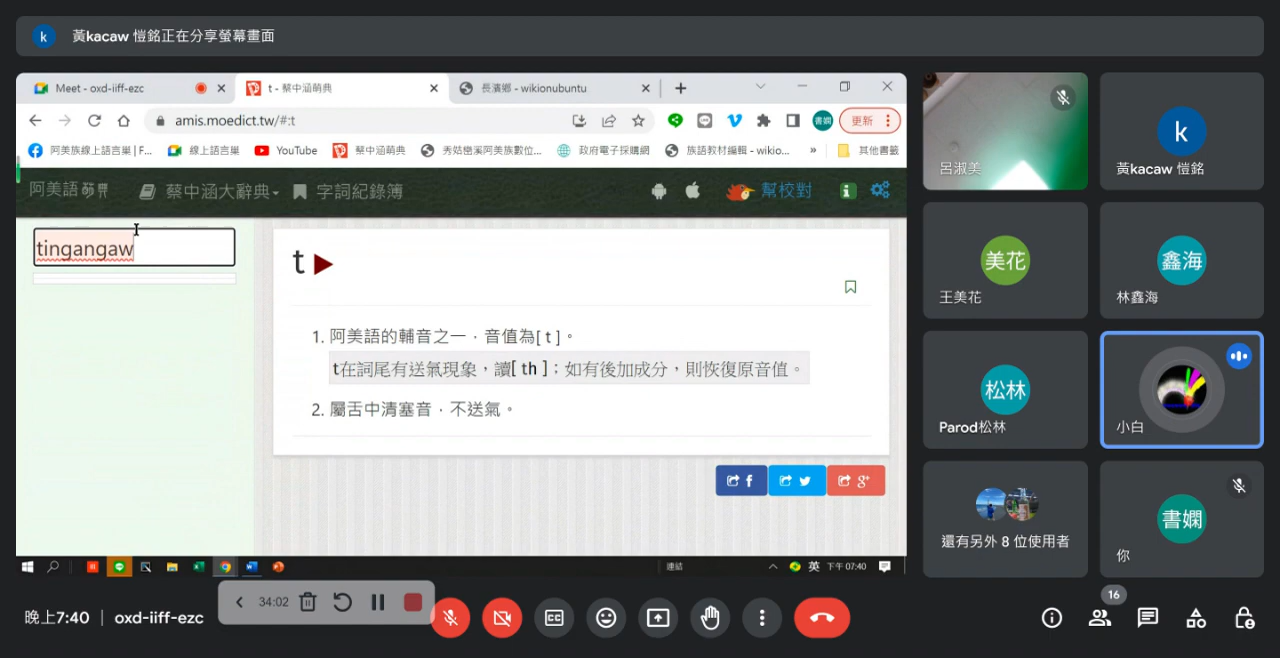 k 黃kacaw 愷銘正在分享螢幕畫面
Meet - oxd-iiff-ezc
t - 蔡中涵萌典
長濱鄉 - wikionubuntu
amis.moedict.tw/#:t
書嫻 更新
阿美族線上語言巢 | F...
線上語言巢
YouTube
蔡中涵萌典
秀姑巒溪阿美族數位...
政府電子採購網
族語教材編輯 - wikio...
»
其他書籤
阿美語萌典
蔡中涵大辭典
字詞紀錄簿
幫校對
tingangaw
t
1. 阿美語的輔音之一．音值為[ t ]。
t在詞尾有送氣現象，讀[ th ]；如有後加成分，則恢復原音值。
2. 屬舌中清塞音．不送氣。
f
g+
連結
英 下午 07:40
呂淑美
k
黃kacaw 愷銘
美花
王美花
鑫海
林鑫海
松林
Parod松林
小白
還有另外 8 位使用者
書嫻
你
晚上7:40 | oxd-iiff-ezc
34:02
CC
16